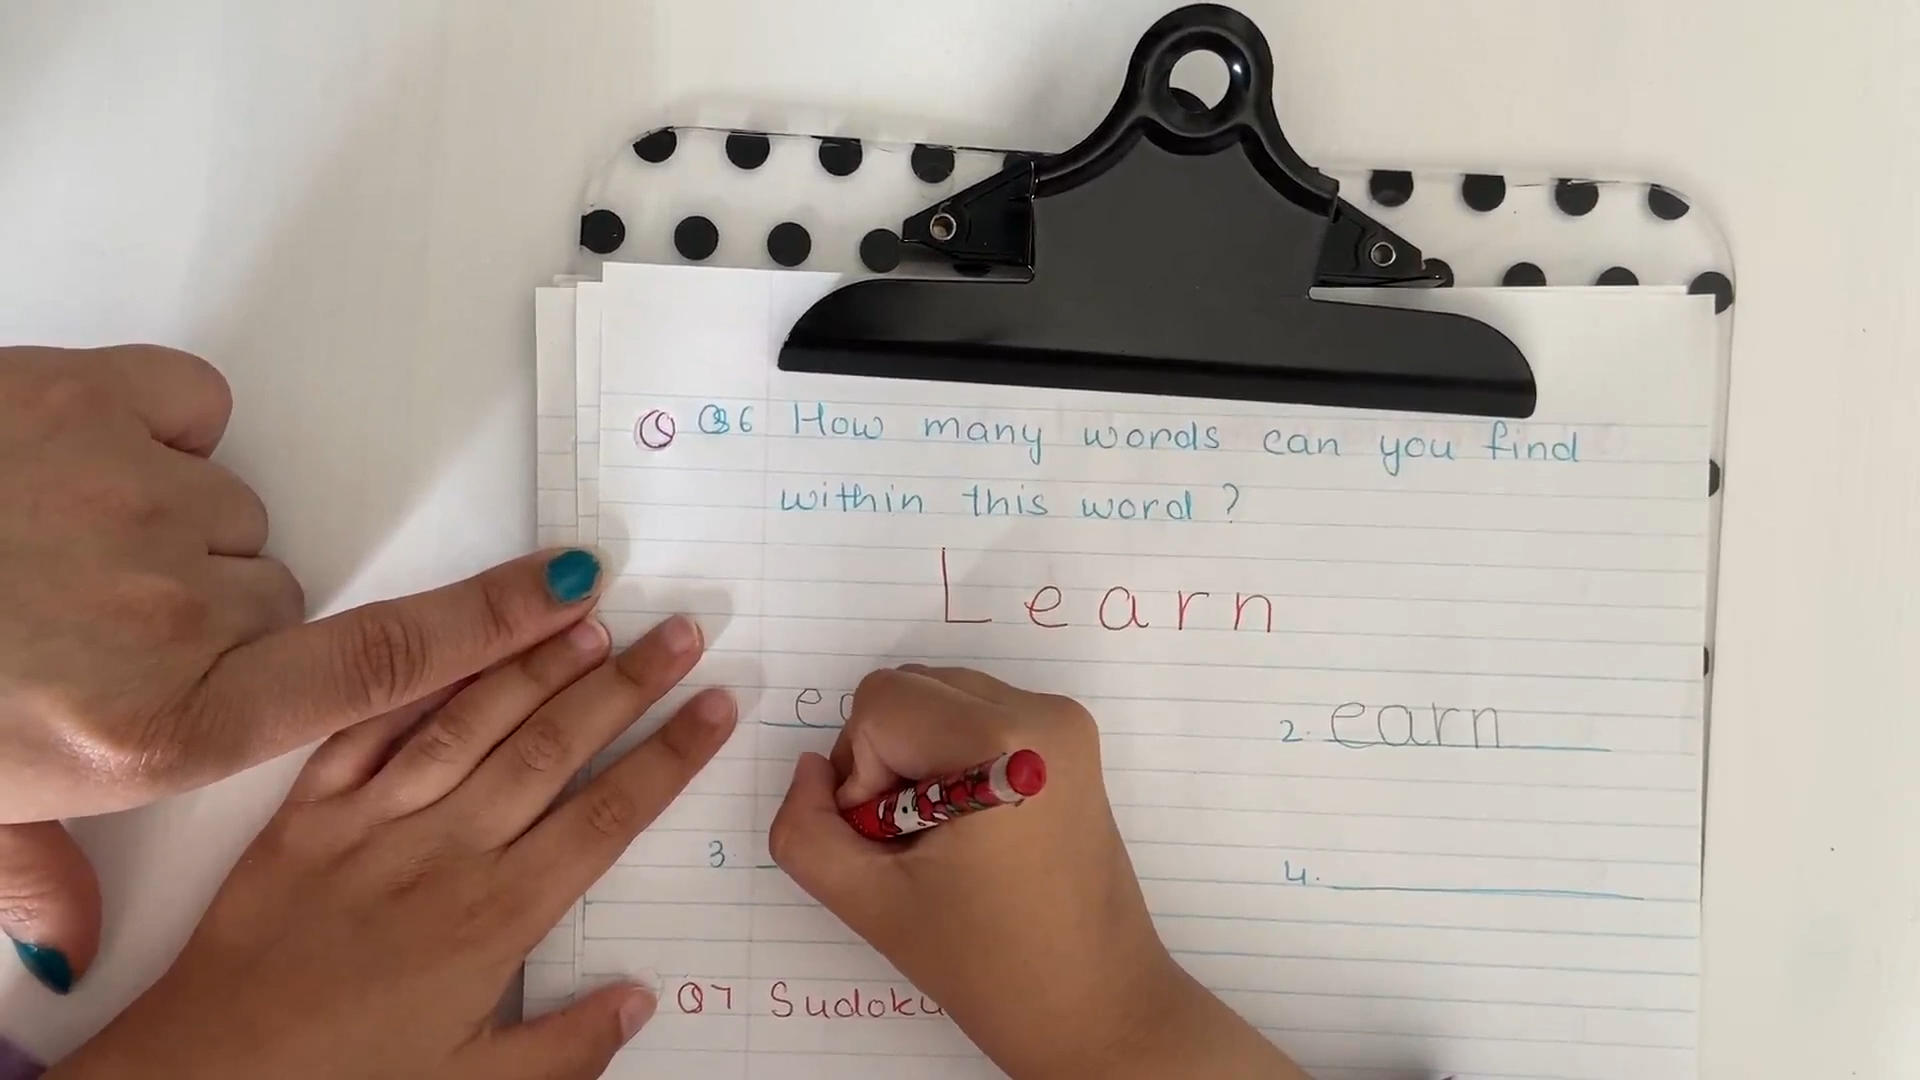 Q6 How many words can you find
within this word?
Learn
2. earn
3.
4.
Q7 Sudoku